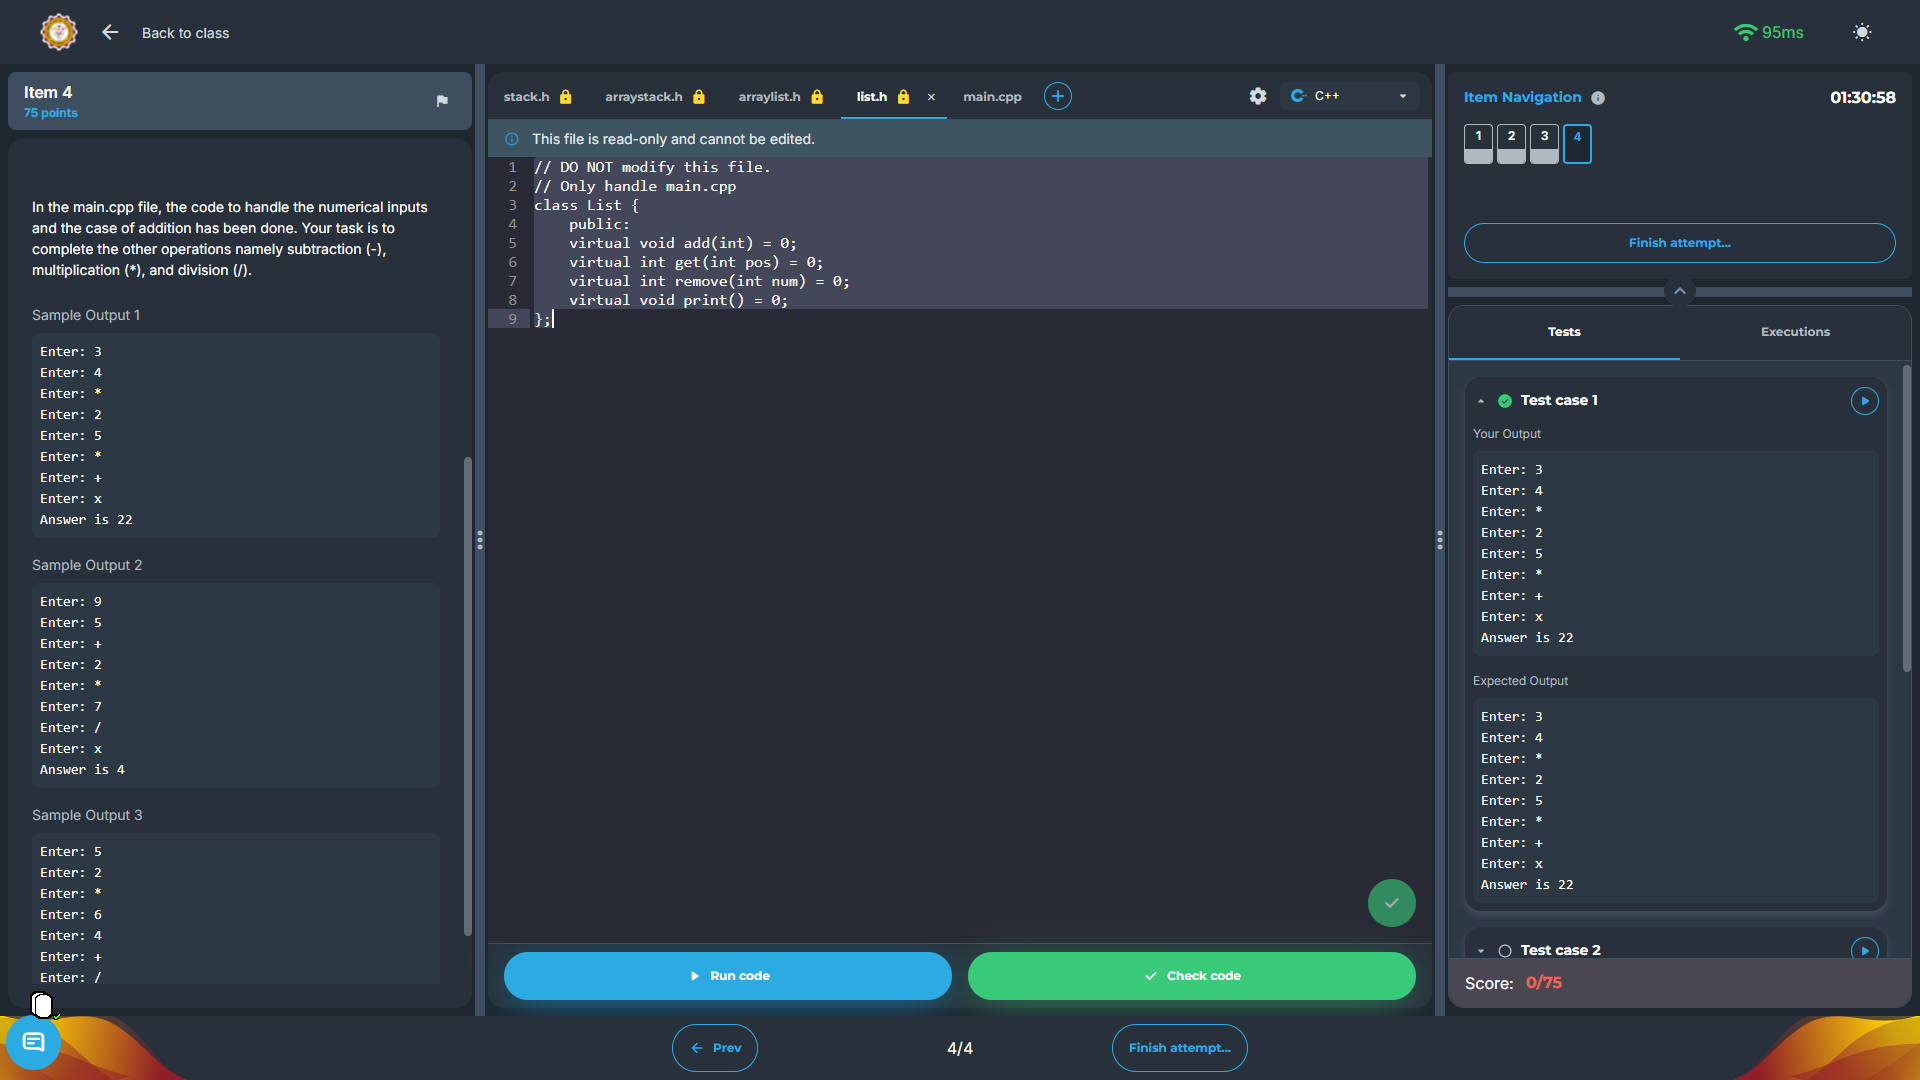 Back to class
95ms
Item 4
75 points
In the main.cpp file, the code to handle the numerical inputs
and the case of addition has been done. Your task is to
complete the other operations namely subtraction (-),
multiplication (*), and division (/).
Sample Output 1
Enter: 3
Enter: 4
Enter: *
Enter: 2
Enter: 5
Enter: *
Enter: +
Enter: x
Answer is 22
Sample Output 2
Enter: 9
Enter: 5
Enter: +
Enter: 2
Enter: *
Enter: 7
Enter: /
Enter: x
Answer is 4
Sample Output 3
Enter: 5
Enter: 2
Enter: *
Enter: 6
Enter: 4
Enter: +
Enter: /
stack.h
arraystack.h
arraylist.h
list.h
main.cpp
C++
This file is read-only and cannot be edited.
1 // DO NOT modify this file.
2 // Only handle main.cpp
3 class List {
4 public:
5 virtual void add(int) = 0;
6 virtual int get(int pos) = 0;
7 virtual int remove(int num) = 0;
8 virtual void print() = 0;
9 };
Run code
Check code
Item Navigation
01:30:58
1 2 3 4
Finish attempt...
Tests
Executions
Test case 1
Your Output
Enter: 3
Enter: 4
Enter: *
Enter: 2
Enter: 5
Enter: *
Enter: +
Enter: x
Answer is 22
Expected Output
Enter: 3
Enter: 4
Enter: *
Enter: 2
Enter: 5
Enter: *
Enter: +
Enter: x
Answer is 22
Test case 2
Score: 0/75
Prev
4/4
Finish attempt...